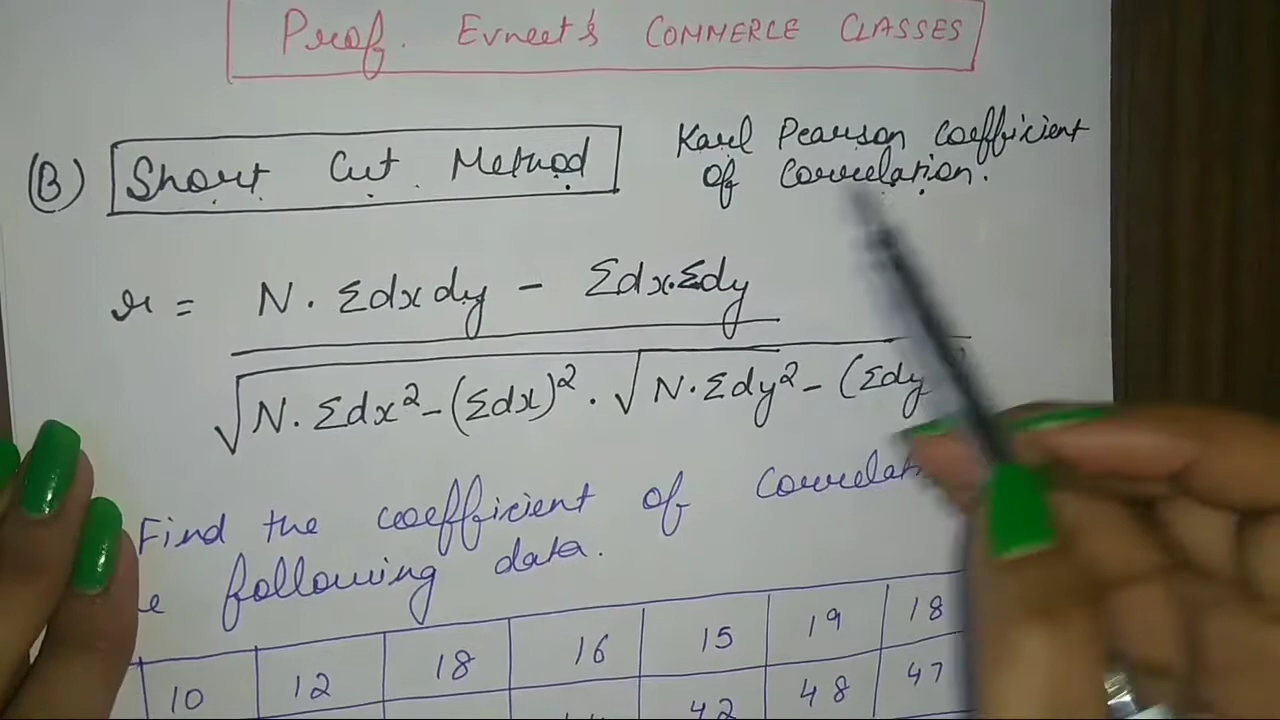 Prof. Evneet's COMMERCE CLASSES
(B) Short Cut Method
Karl Pearson coefficient
of Correlation.
r = N. Σdxdy - Σdx.Σdy
√N.Σdx²-(Σdx)² . √N.Σdy²-(Σdy
Find the coefficient of
following data.
10 12 18 16 15 19 18
42 48 47